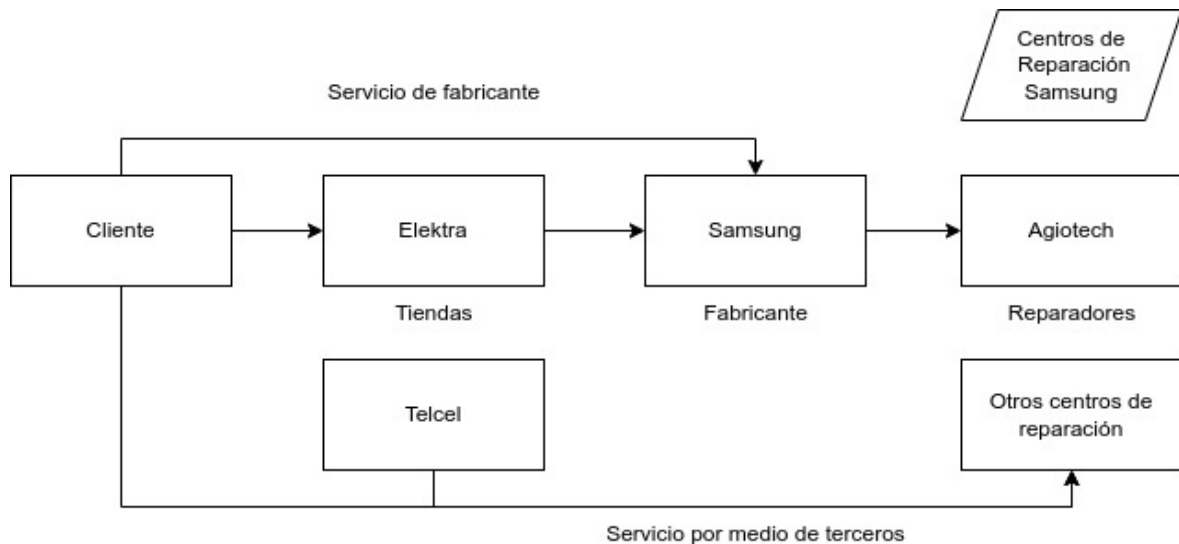 Centros de
Reparación
Samsung
Servicio de fabricante
Cliente
Elektra
Samsung
Agiotech
Tiendas
Fabricante
Reparadores
Telcel
Otros centros de
reparación
Servicio por medio de terceros